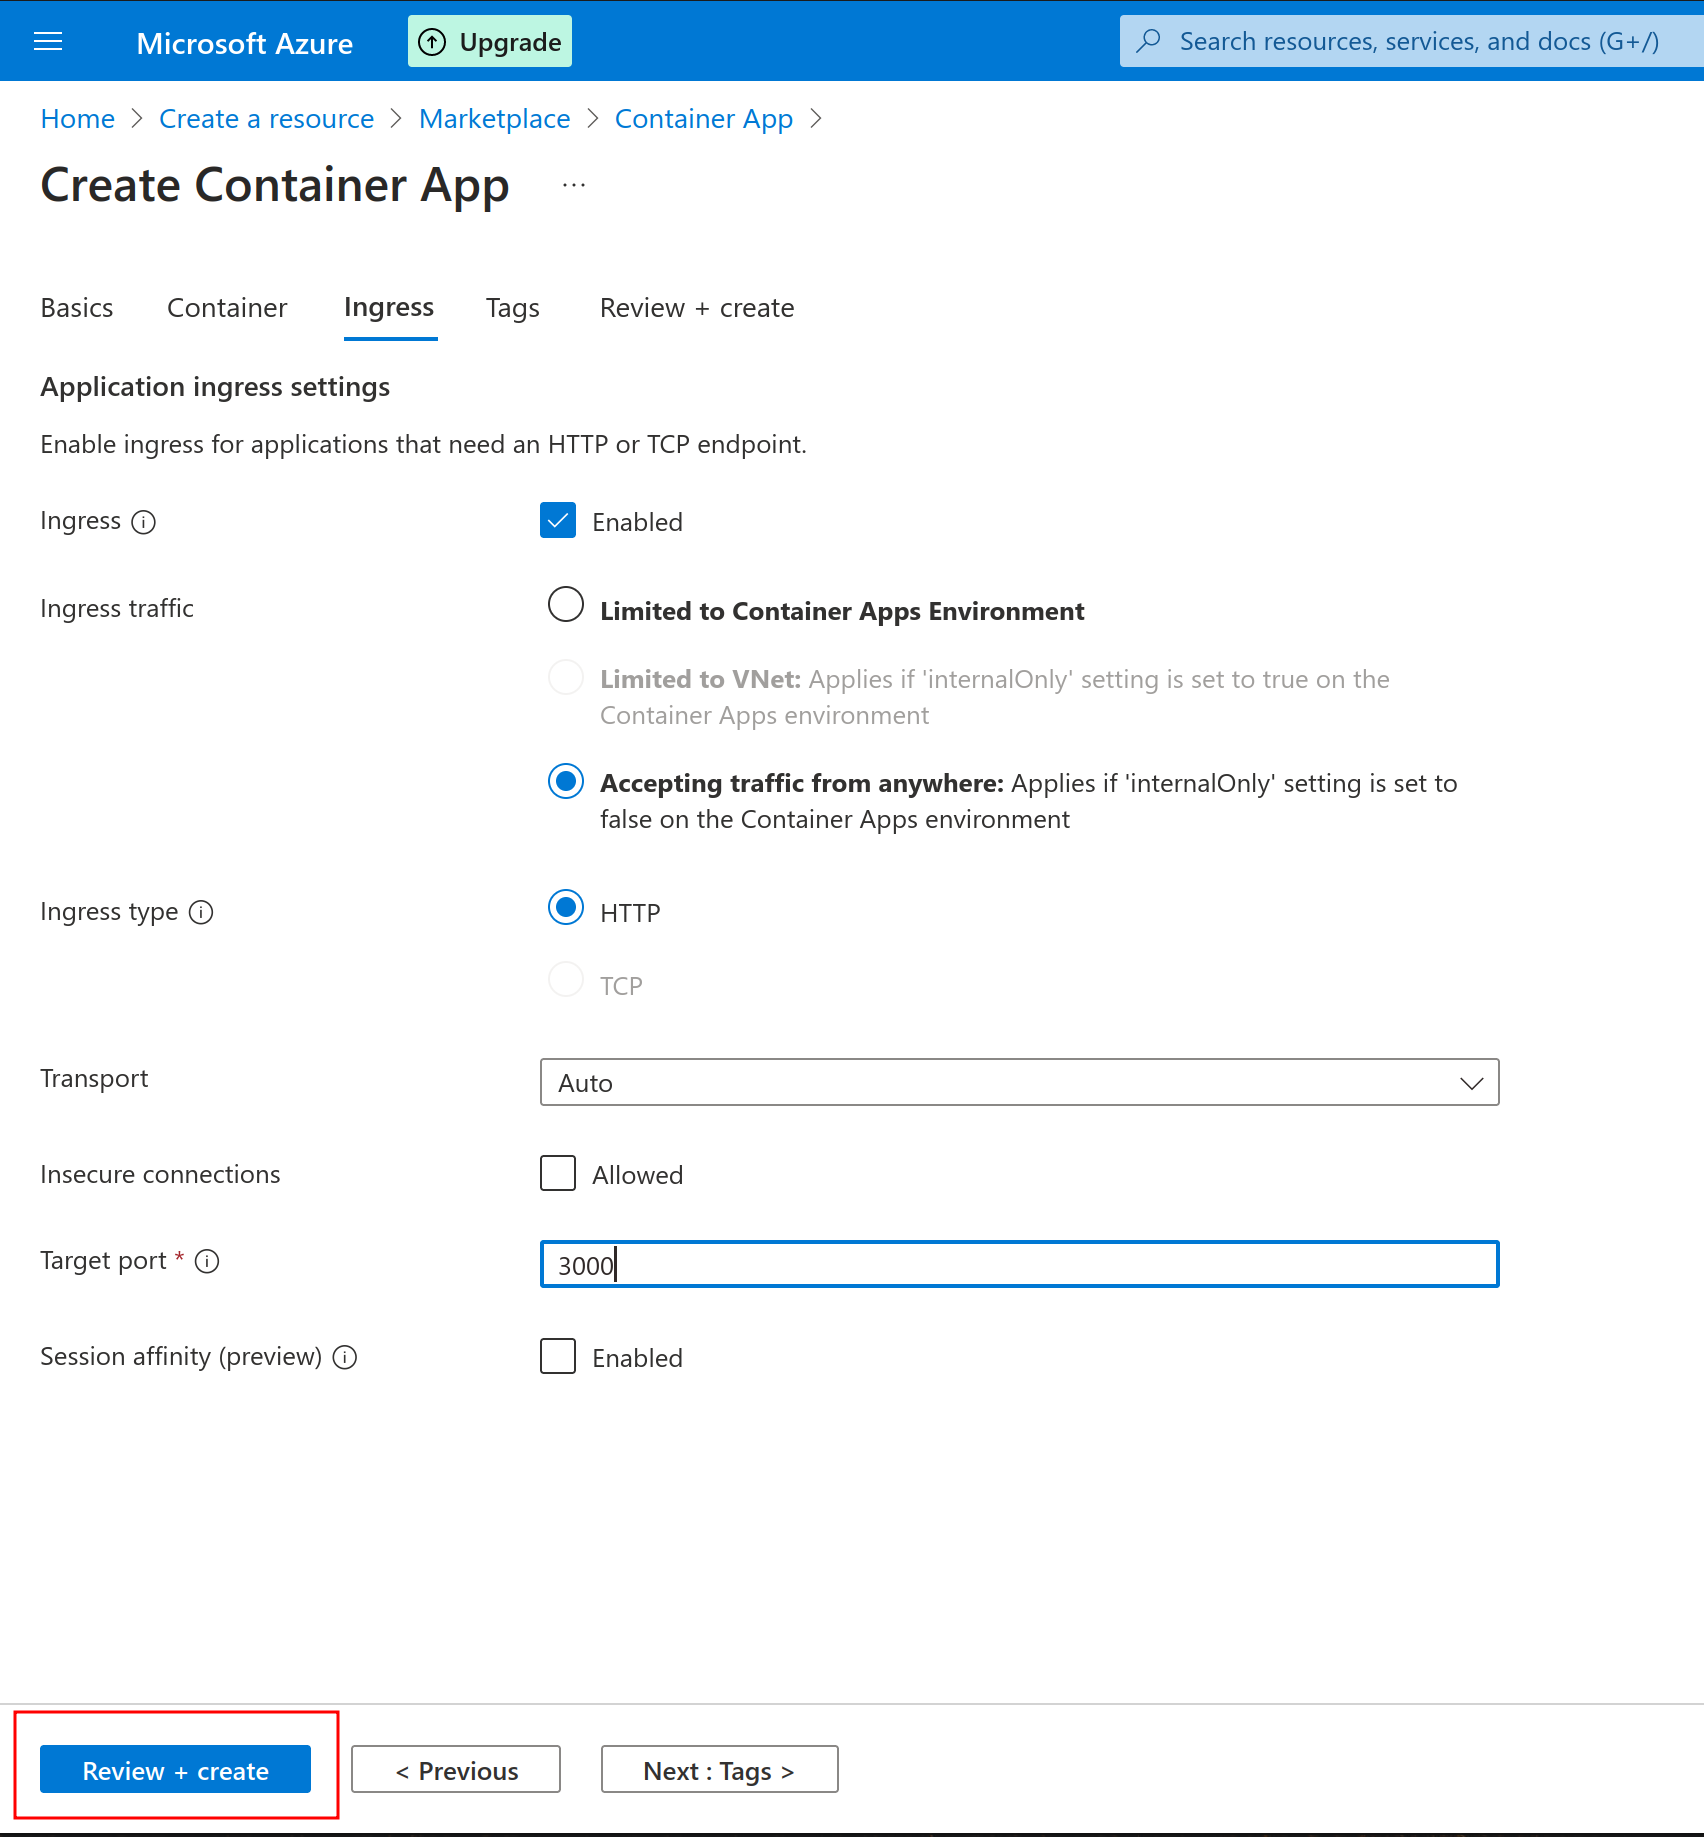 Microsoft Azure
Upgrade
Search resources, services, and docs (G+/)
Home > Create a resource > Marketplace > Container App >
Create Container App ...
Basics Container Ingress Tags Review + create
Application ingress settings
Enable ingress for applications that need an HTTP or TCP endpoint.
Ingress
Enabled
Ingress traffic
Limited to Container Apps Environment
Limited to VNet: Applies if 'internalOnly' setting is set to true on the
Container Apps environment
Accepting traffic from anywhere: Applies if 'internalOnly' setting is set to
false on the Container Apps environment
Ingress type
HTTP
TCP
Transport
Auto
Insecure connections
Allowed
Target port *
3000
Session affinity (preview)
Enabled
Review + create
< Previous
Next : Tags >